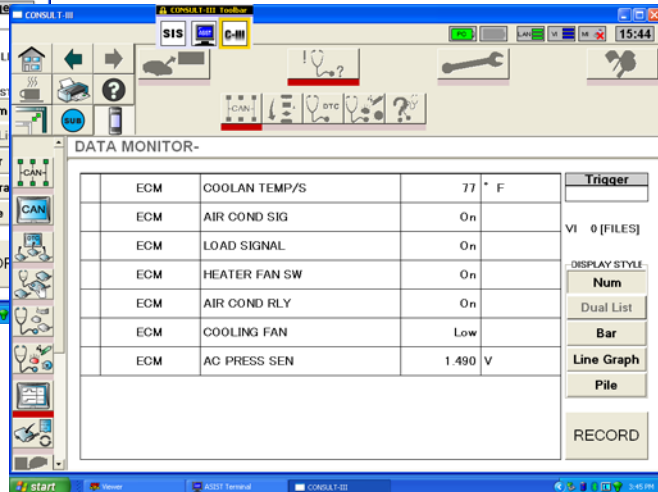 CONSULT-III
CONSULT-III Toolbar
SIS
C-III
LAN
VI
MI
15:44
SUB
-CAN-
DTC
DATA MONITOR-
-CAN-
CAN
ECM COOLAN TEMP/S 77 ° F
ECM AIR COND SIG On
ECM LOAD SIGNAL On
ECM HEATER FAN SW On
ECM AIR COND RLY On
ECM COOLING FAN Low
ECM AC PRESS SEN 1.490 V
Trigger
VI 0 [FILES]
DISPLAY STYLE
Num
Dual List
Bar
Line Graph
Pile
RECORD
start
Viewer
ASIST Terminal
CONSULT-III
3:45 PM